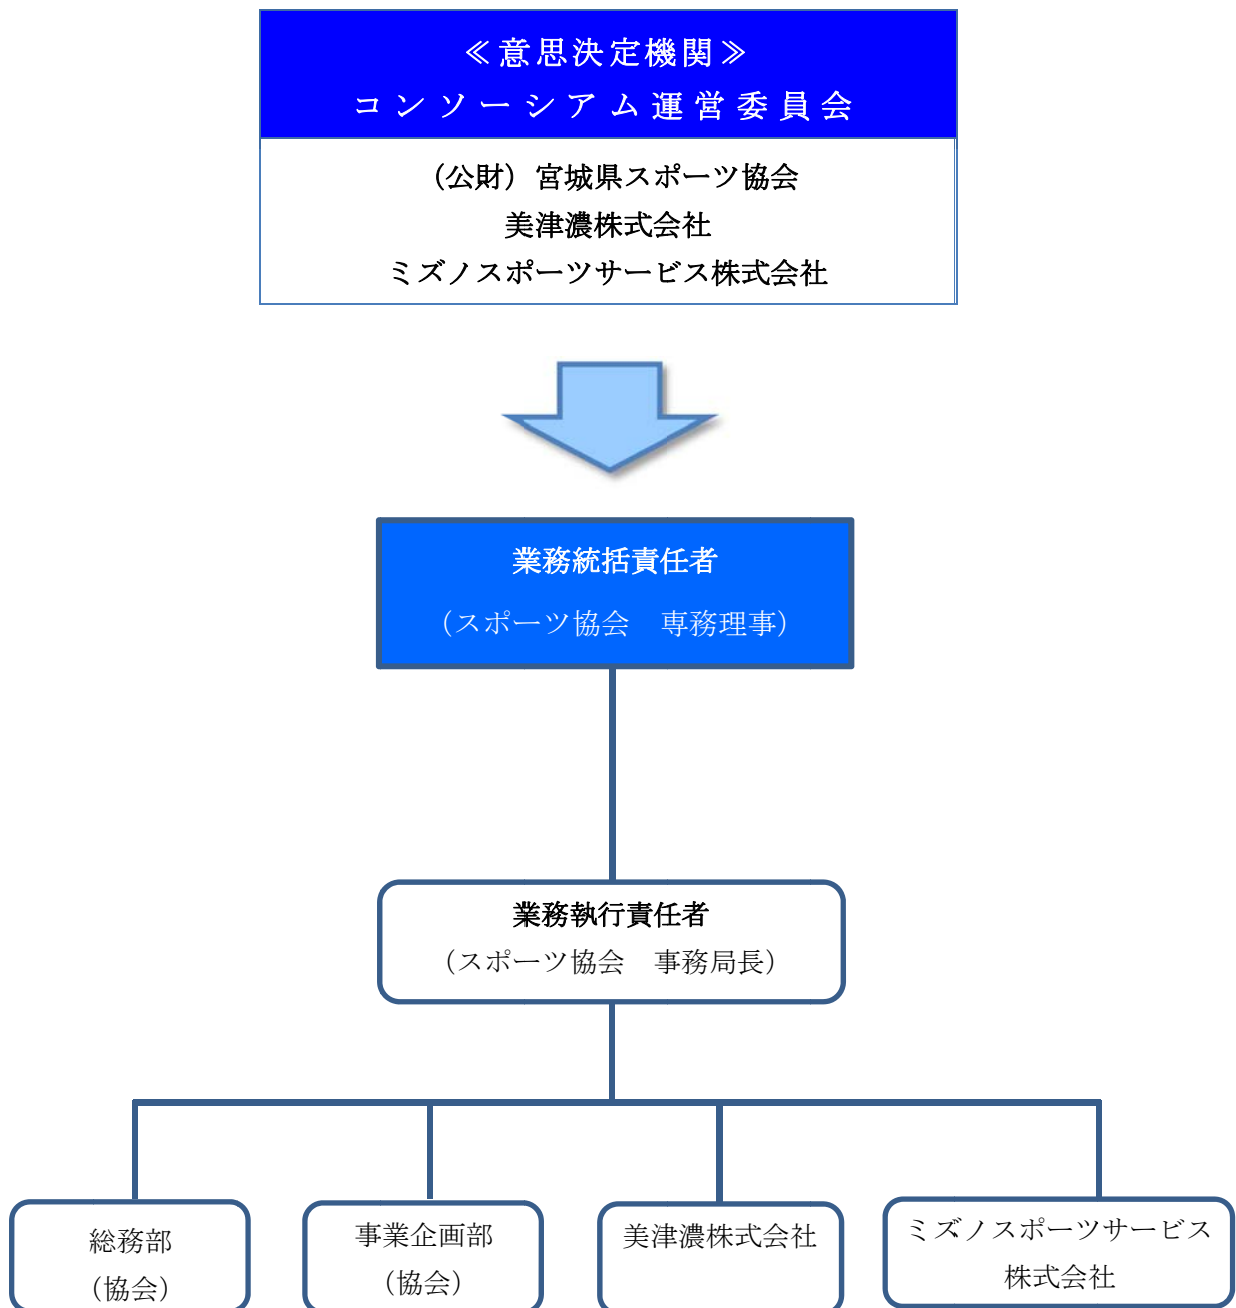 ≪意思決定機関≫
コンソーシアム運営委員会
（公財）宮城県スポーツ協会
美津濃株式会社
ミズノスポーツサービス株式会社
業務統括責任者
（スポーツ協会　専務理事）
業務執行責任者
（スポーツ協会　事務局長）
総務部
（協会）
事業企画部
（協会）
美津濃株式会社
ミズノスポーツサービス
株式会社